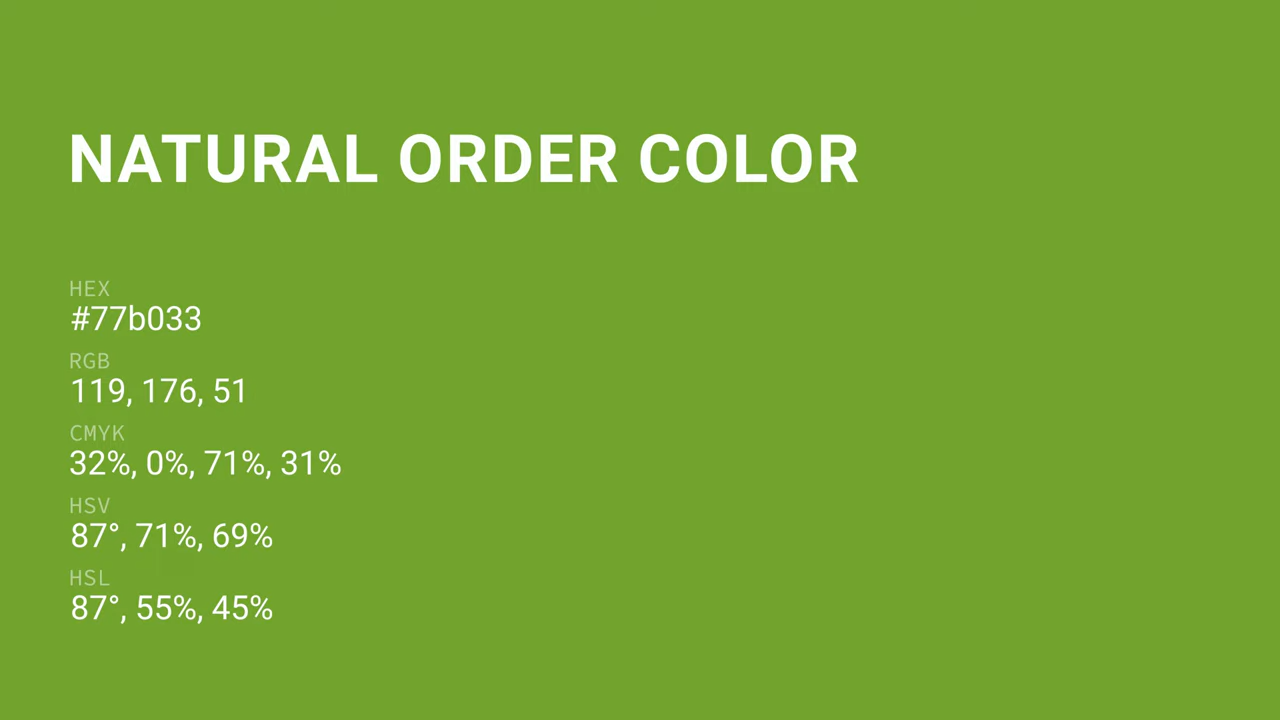 NATURAL ORDER COLOR
HEX
#77b033
RGB
119, 176, 51
CMYK
32%, 0%, 71%, 31%
HSV
87°, 71%, 69%
HSL
87°, 55%, 45%